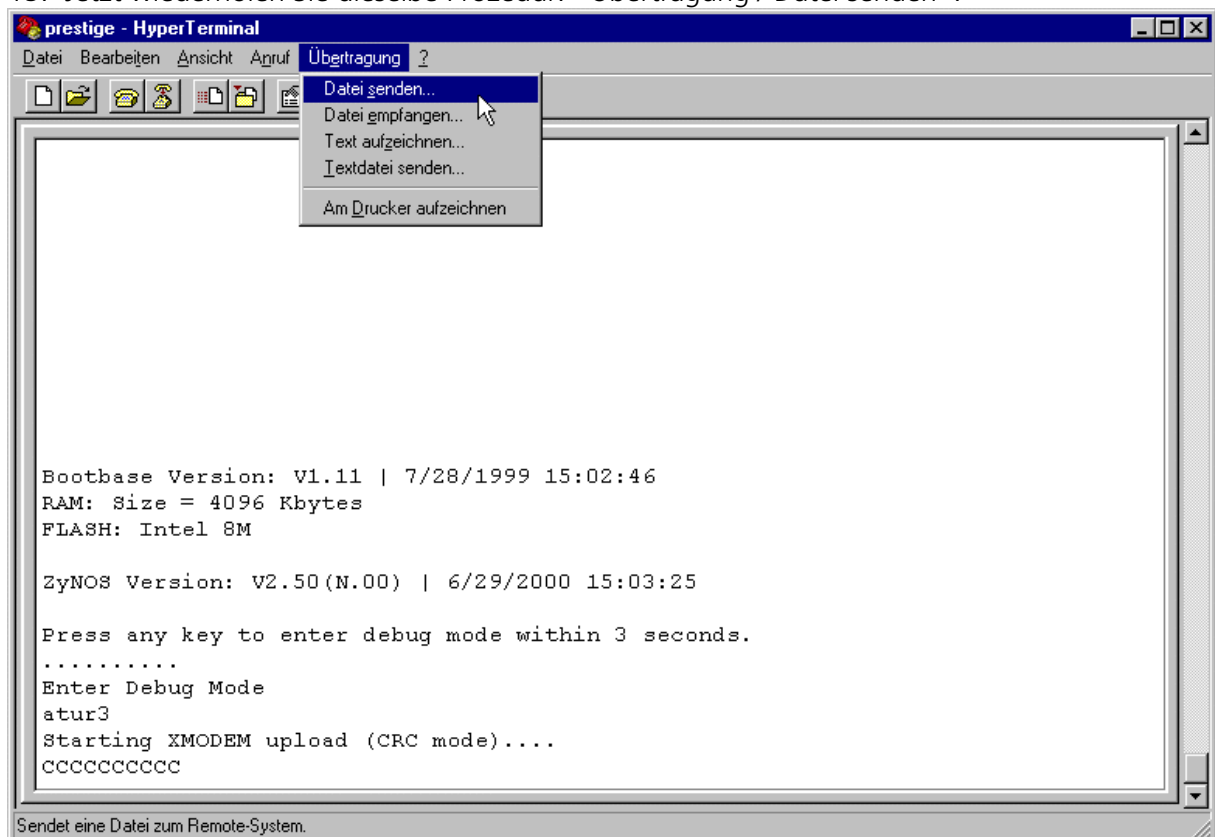 prestige - HyperTerminal
Datei Bearbeiten Ansicht Anruf Übertragung ?
Datei senden...
Datei empfangen...
Text aufzeichnen...
Textdatei senden...
Am Drucker aufzeichnen
Bootbase Version: V1.11 | 7/28/1999 15:02:46
RAM: Size = 4096 Kbytes
FLASH: Intel 8M
ZyNOS Version: V2.50(N.00) | 6/29/2000 15:03:25
Press any key to enter debug mode within 3 seconds.
..........
Enter Debug Mode
atur3
Starting XMODEM upload (CRC mode)....
CCCCCCCCCC
Sendet eine Datei zum Remote-System.